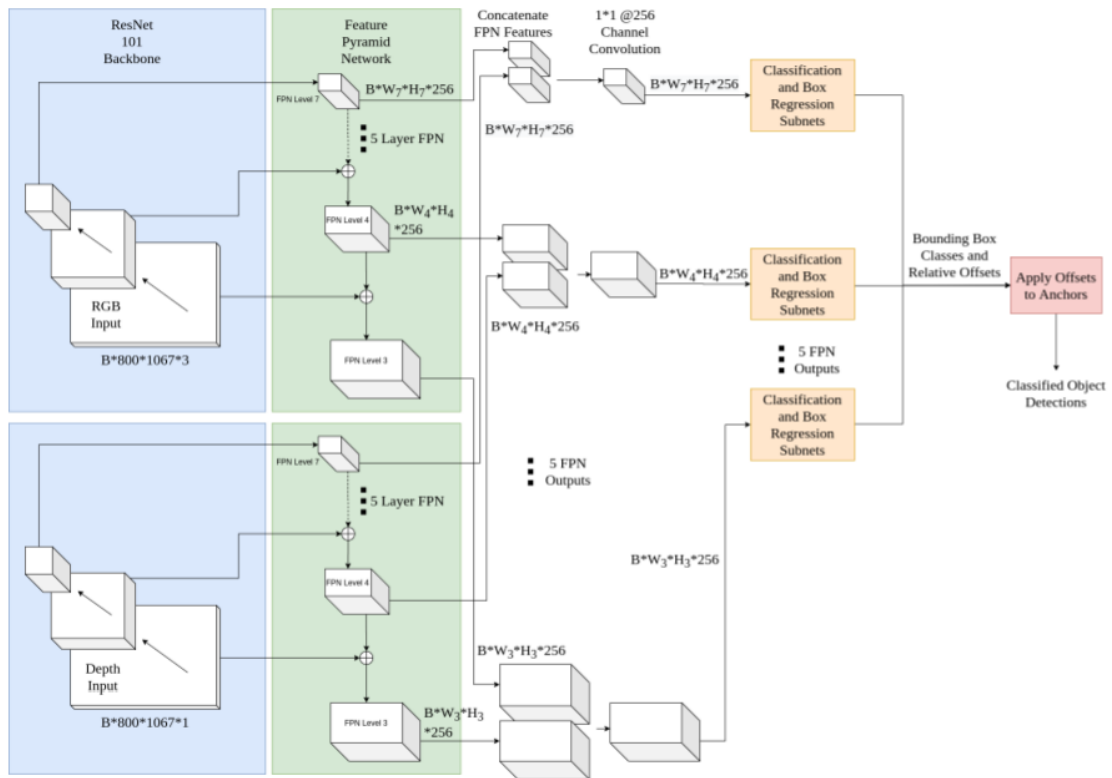 ResNet
101
Backbone
Feature
Pyramid
Network
Concatenate
FPN Features
1*1 @256
Channel
Convolution
FPN Level 7
B*W7*H7*256
5 Layer FPN
B*W7*H7*256
B*W7*H7*256
Classification
and Box
Regression
Subnets
FPN Level 4
B*W4*H4
*256
B*W4*H4*256
B*W4*H4*256
Classification
and Box
Regression
Subnets
Bounding Box
Classes and
Relative Offsets
Apply Offsets
to Anchors
RGB
Input
B*800*1067*3
FPN Level 3
5 FPN
Outputs
Classified Object
Detections
Classification
and Box
Regression
Subnets
FPN Level 7
5 Layer FPN
5 FPN
Outputs
FPN Level 4
B*W3*H3*256
Depth
Input
B*800*1067*1
FPN Level 3
B*W3*H3
*256
B*W3*H3*256